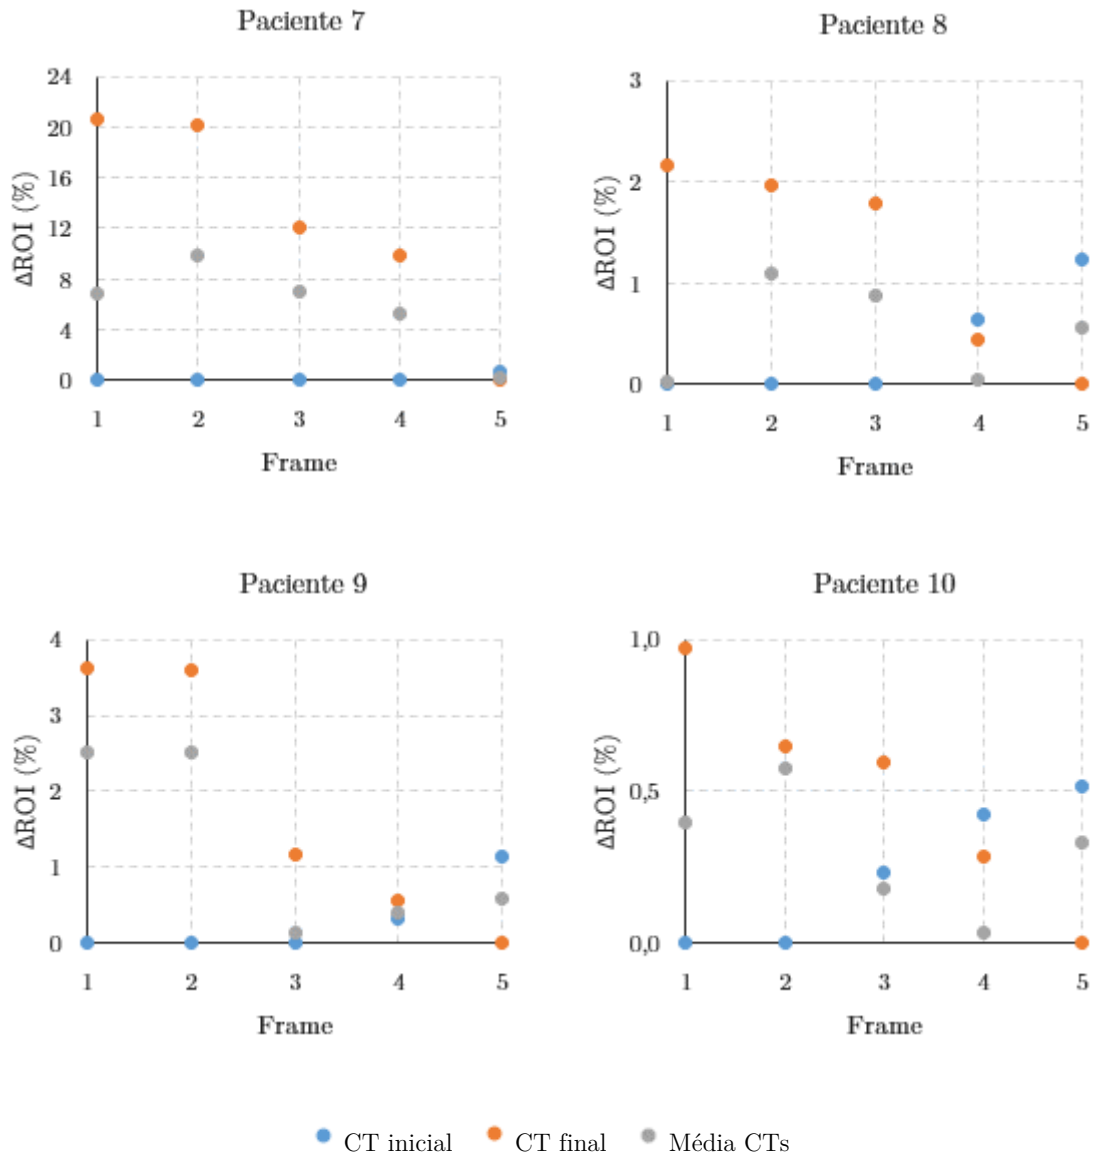 Paciente 7
24
20
16
12
8
4
0
ΔROI (%)
1 2 3 4 5
Frame
Paciente 8
3
2
1
0
ΔROI (%)
1 2 3 4 5
Frame
Paciente 9
4
3
2
1
0
ΔROI (%)
1 2 3 4 5
Frame
Paciente 10
1,0
0,5
0,0
ΔROI (%)
1 2 3 4 5
Frame
CT inicial CT final Média CTs